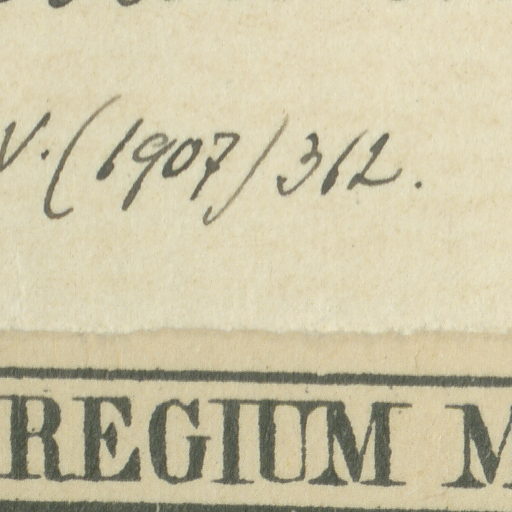 V. (1907) 312.
REGIUM M